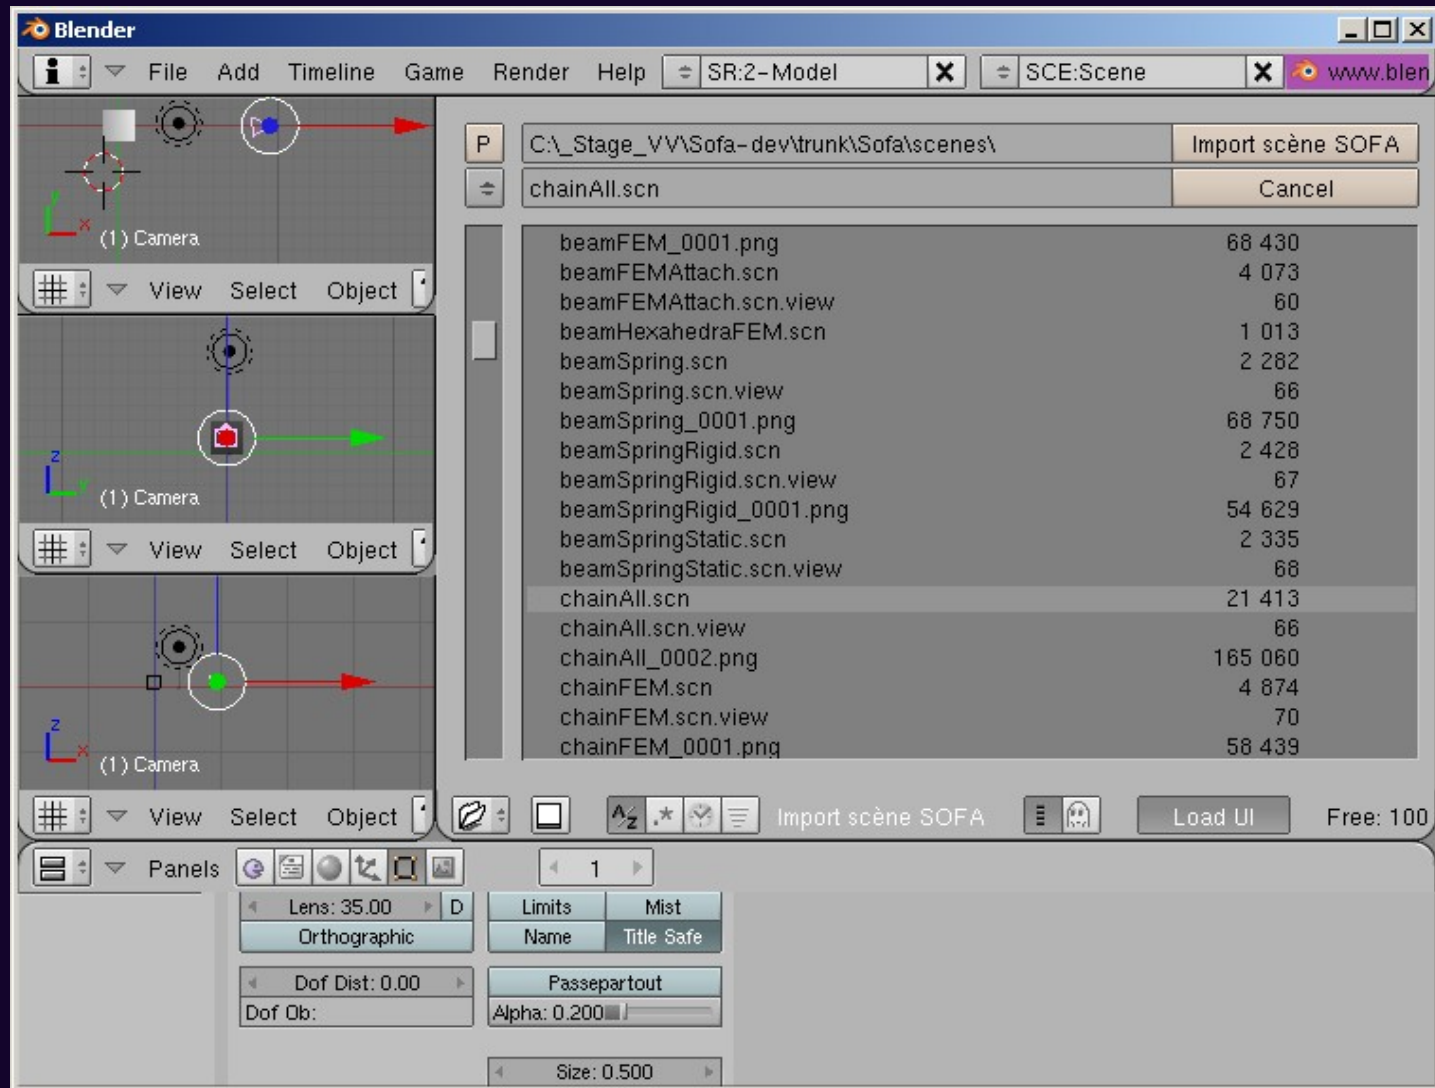 Blender
File Add Timeline Game Render Help SR:2-Model SCE:Scene www.blen
P C:\_Stage_VV\Sofa-dev\trunk\Sofa\scenes\ Import scène SOFA
chainAll.scn Cancel
y
x
(1) Camera
View Select Object
z
y
(1) Camera
View Select Object
z
x
(1) Camera
View Select Object
beamFEM_0001.png 68 430
beamFEMAttach.scn 4 073
beamFEMAttach.scn.view 60
beamHexahedraFEM.scn 1 013
beamSpring.scn 2 282
beamSpring.scn.view 66
beamSpring_0001.png 68 750
beamSpringRigid.scn 2 428
beamSpringRigid.scn.view 67
beamSpringRigid_0001.png 54 629
beamSpringStatic.scn 2 335
beamSpringStatic.scn.view 68
chainAll.scn 21 413
chainAll.scn.view 66
chainAll_0002.png 165 060
chainFEM.scn 4 874
chainFEM.scn.view 70
chainFEM_0001.png 58 439
A/Z .* Import scène SOFA Load UI Free: 100
Panels 1
Lens: 35.00 D Limits Mist
Orthographic Name Title Safe
Dof Dist: 0.00 Passepartout
Dof Ob: Alpha: 0.200
Size: 0.500